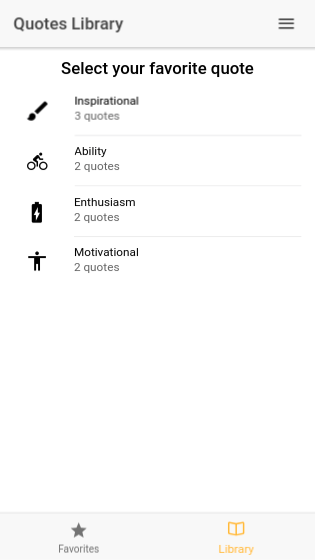 Quotes Library
Select your favorite quote
Inspirational
3 quotes
Ability
2 quotes
Enthusiasm
2 quotes
Motivational
2 quotes
Favorites
Library